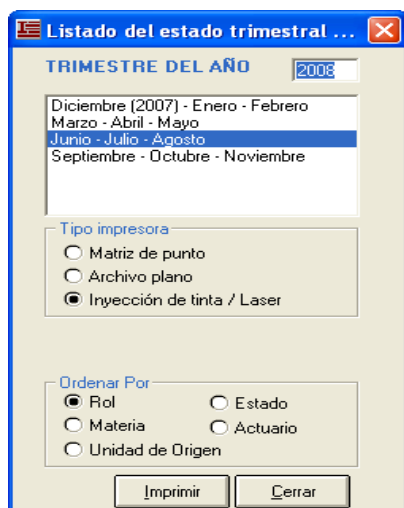 Listado del estado trimestral ...
TRIMESTRE DEL AÑO 2008
Diciembre (2007) - Enero - Febrero
Marzo - Abril - Mayo
Junio - Julio - Agosto
Septiembre - Octubre - Noviembre
Tipo impresora
Matriz de punto
Archivo plano
Inyección de tinta / Laser
Ordenar Por
Rol Estado
Materia Actuario
Unidad de Origen
Imprimir Cerrar